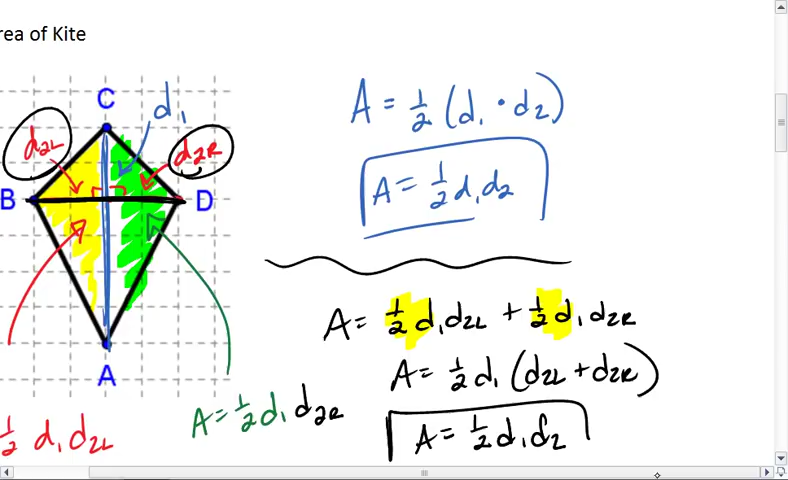 rea of Kite
C
d₁
d₂L
d₂R
B
D
A
½ d₁ d₂L
A = ½ d₁ d₂R
A = ½ (d₁ · d₂)
A = ½ d₁ d₂
A = ½ d₁ d₂L + ½ d₁ d₂R
A = ½ d₁ (d₂L + d₂R)
A = ½ d₁ d₂